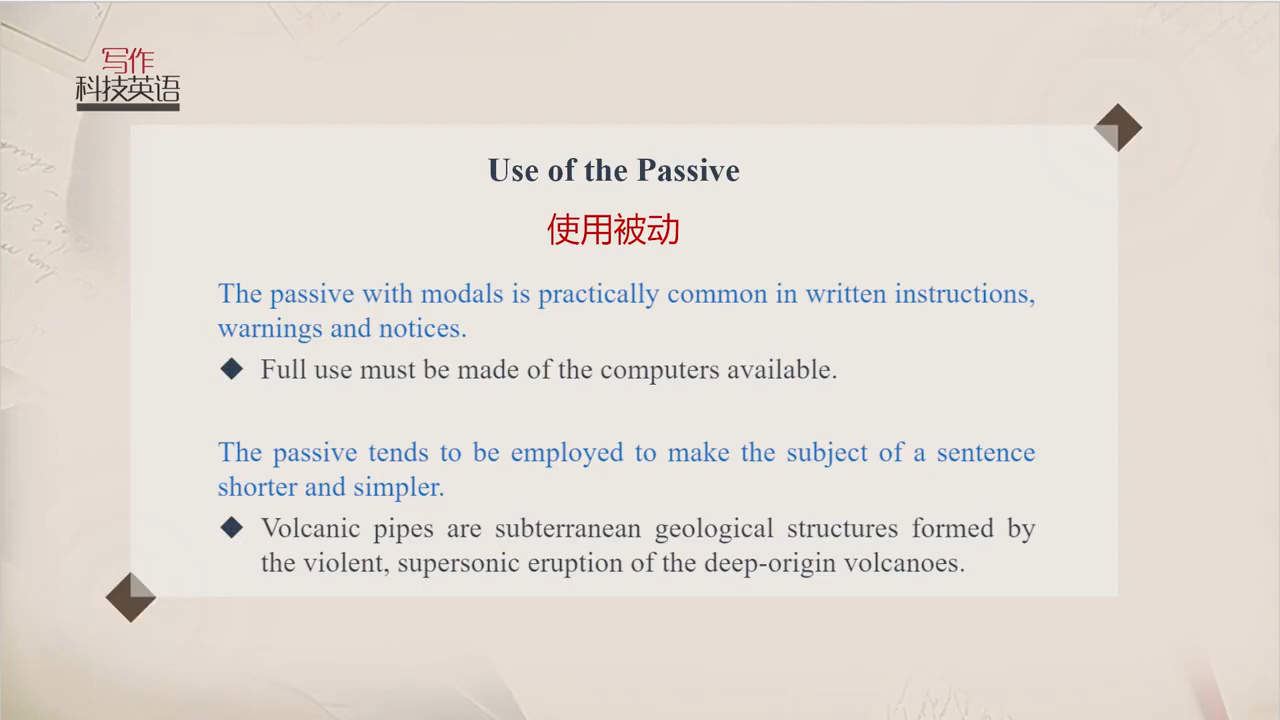 写作
科技英语
Use of the Passive
使用被动
The passive with modals is practically common in written instructions,
warnings and notices.
Full use must be made of the computers available.
The passive tends to be employed to make the subject of a sentence
shorter and simpler.
Volcanic pipes are subterranean geological structures formed by
the violent, supersonic eruption of the deep-origin volcanoes.